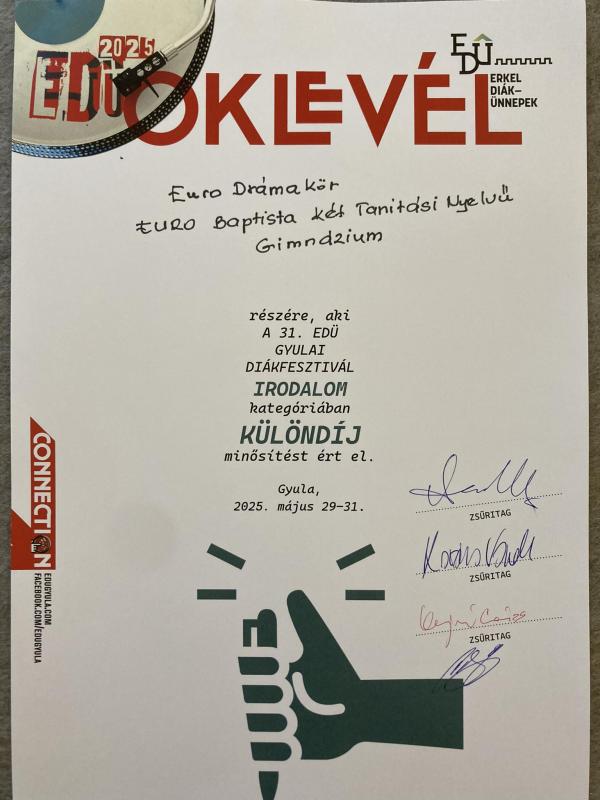 2025
EDÜ
OKLEVÉL
EDÜ
ERKEL
DIÁK-
ÜNNEPEK
Euro Drámakör
EURO Baptista Két Tanítási Nyelvű
Gimnázium
részére, aki
A 31. EDÜ
GYULAI
DIÁKFESZTIVÁL
IRODALOM
kategóriában
KÜLÖNDÍJ
minősítést ért el.
Gyula,
2025. május 29–31.
ZSŰRITAG
ZSŰRITAG
ZSŰRITAG
CONNECTION
EDUGYULA.COM
FACEBOOK.COM/EDUGYULA